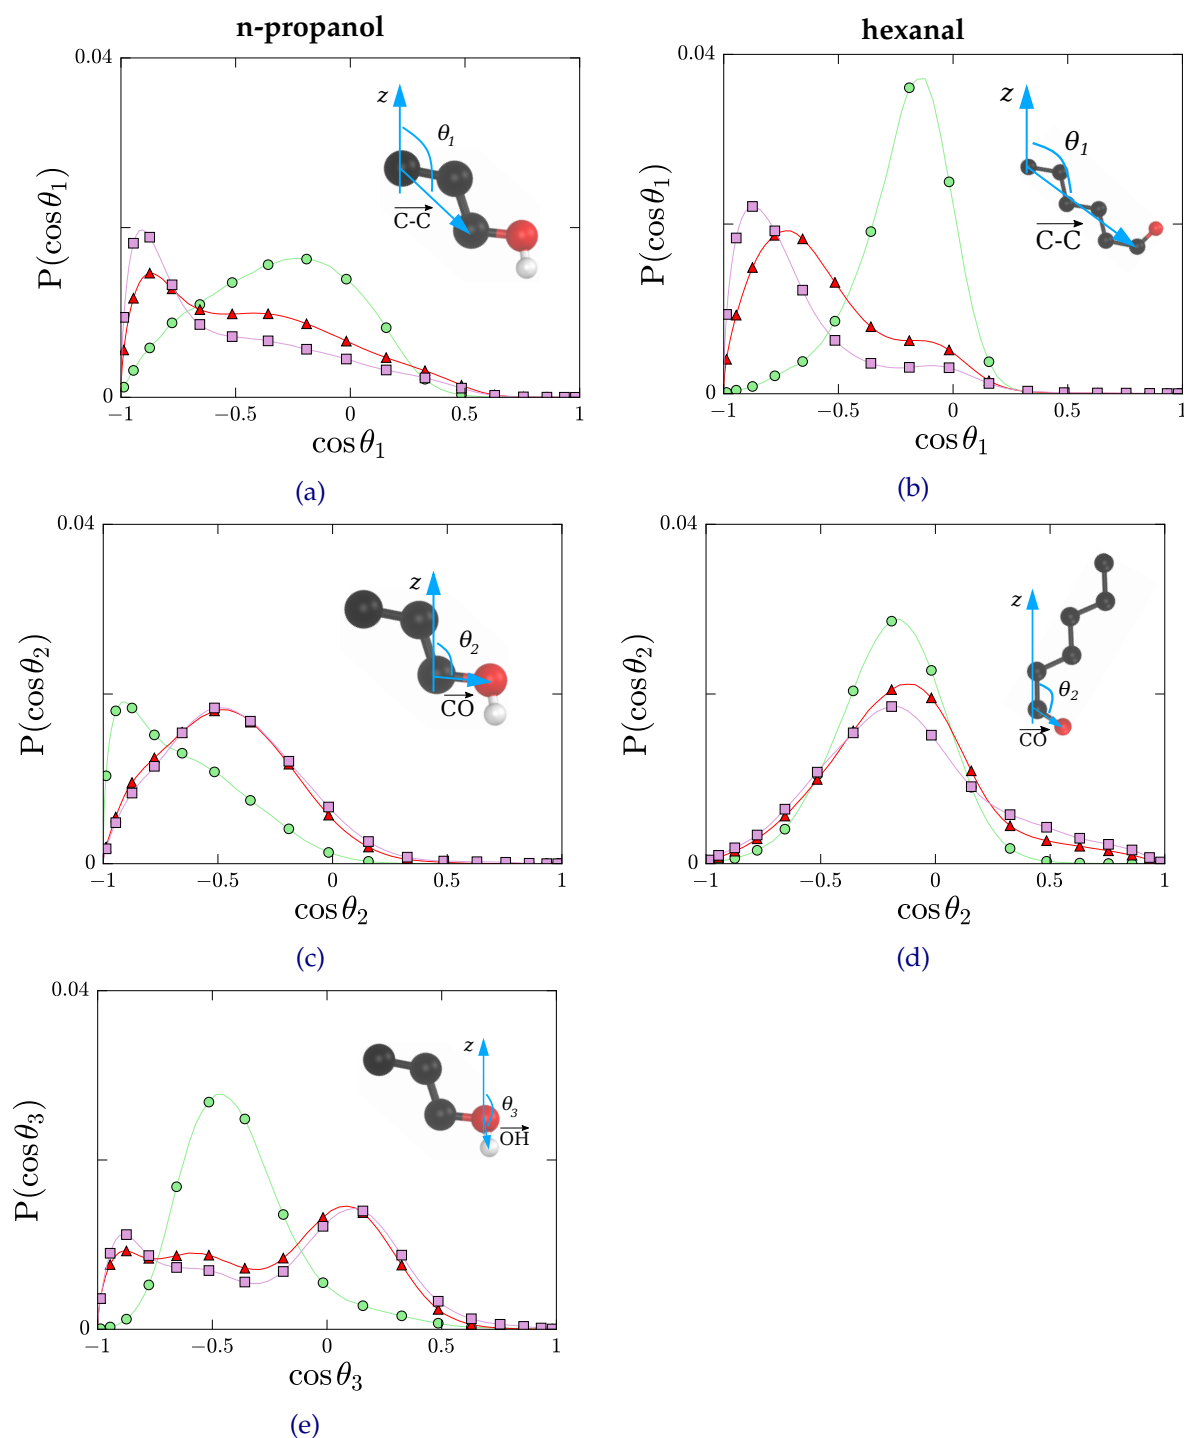 n-propanol
hexanal
0.04
P(cosθ₁)
0
−1
−0.5
0
0.5
1
cosθ₁
z
θ₁
C-C
(a)
0.04
P(cosθ₁)
0
−1
−0.5
0
0.5
1
cosθ₁
z
θ₁
C-C
(b)
0.04
P(cosθ₂)
0
−1
−0.5
0
0.5
1
cosθ₂
z
θ₂
CO
(c)
0.04
P(cosθ₂)
0
−1
−0.5
0
0.5
1
cosθ₂
z
θ₂
CO
(d)
0.04
P(cosθ₃)
0
−1
−0.5
0
0.5
1
cosθ₃
z
θ₃
OH
(e)